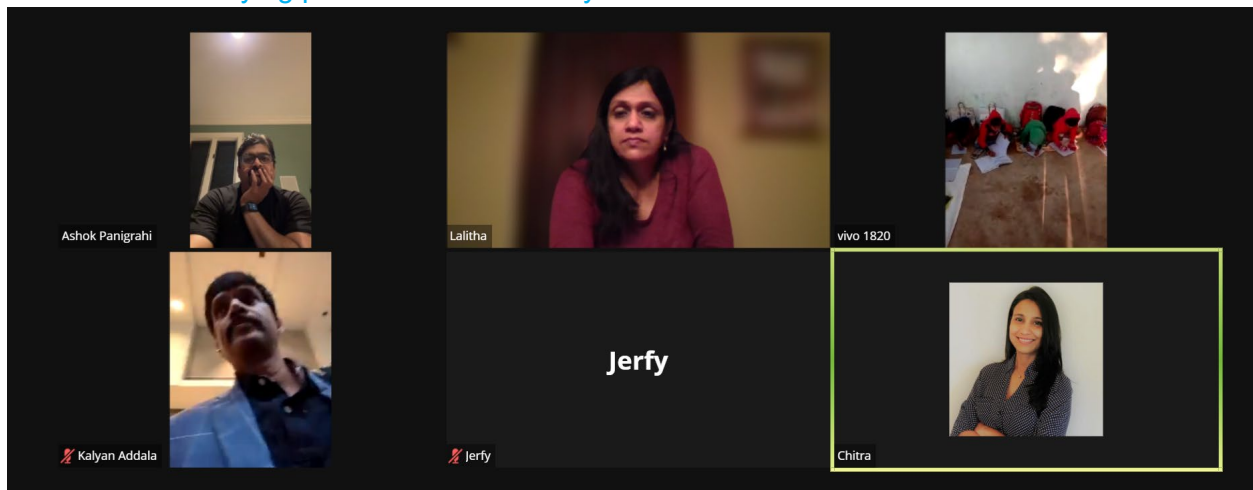 Ashok Panigrahi
Lalitha
vivo 1820
Jerfy
Kalyan Addala
Jerfy
Chitra